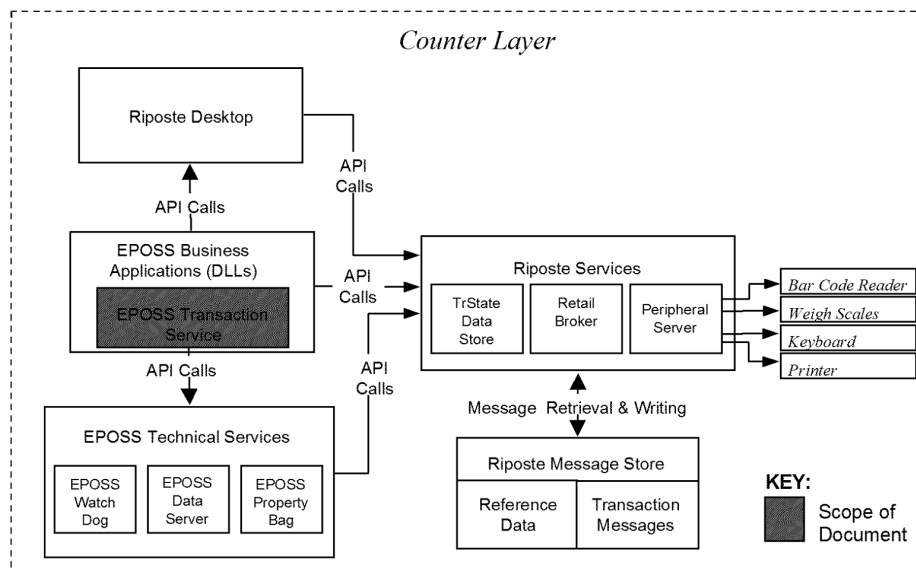 Counter Layer
Riposte Desktop
API
Calls
API Calls
EPOSS Business
Applications (DLLs)
EPOSS Transaction
Service
API
Calls
Riposte Services
TrState
Data
Store
Retail
Broker
Peripheral
Server
Bar Code Reader
Weigh Scales
Keyboard
Printer
API Calls
API
Calls
EPOSS Technical Services
EPOSS
Watch
Dog
EPOSS
Data
Server
EPOSS
Property
Bag
Message Retrieval & Writing
Riposte Message Store
Reference
Data
Transaction
Messages
KEY:
Scope of
Document